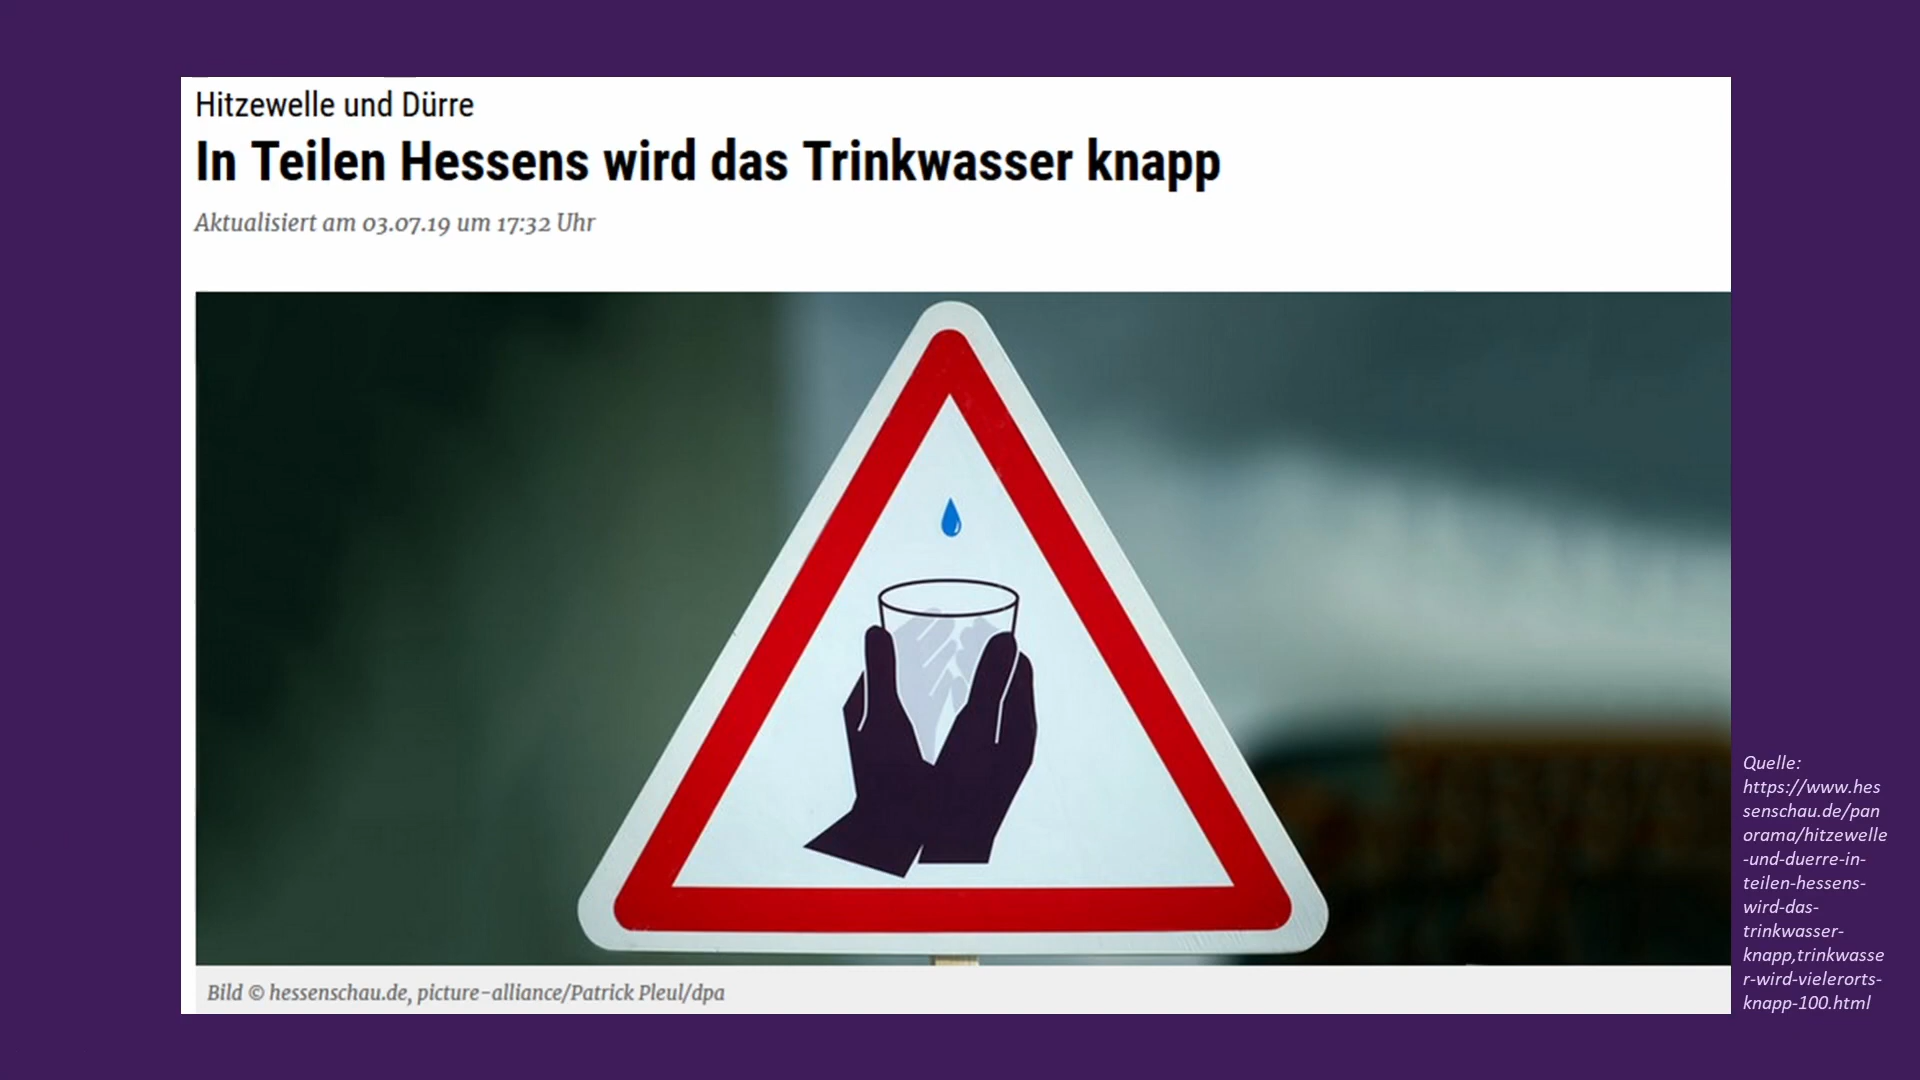 Hitzewelle und Dürre
In Teilen Hessens wird das Trinkwasser knapp
Aktualisiert am 03.07.19 um 17:32 Uhr
Bild © hessenschau.de, picture-alliance/Patrick Pleul/dpa
Quelle:
https://www.hes
senschau.de/pan
orama/hitzewelle
-und-duerre-in-
teilen-hessens-
wird-das-
trinkwasser-
knapp,trinkwasse
r-wird-vielerorts-
knapp-100.html